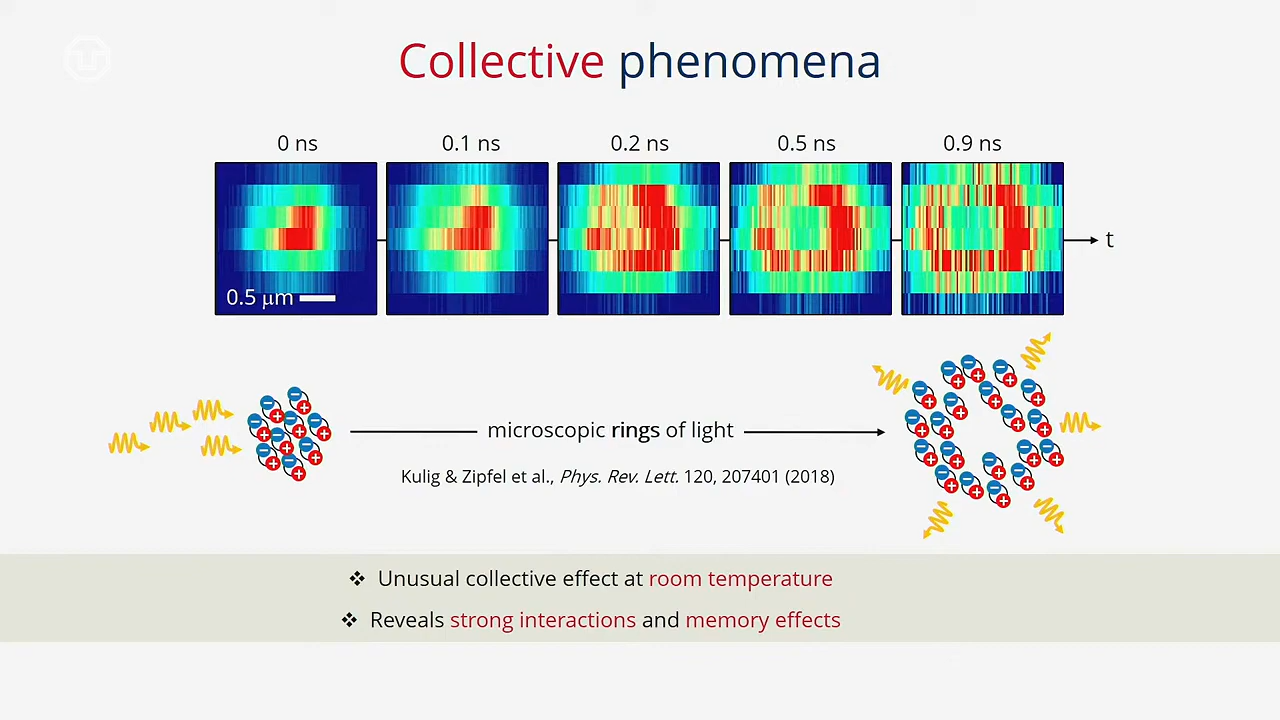 Collective phenomena
0 ns 0.1 ns 0.2 ns 0.5 ns 0.9 ns
t
0.5 μm
microscopic rings of light
Kulig & Zipfel et al., Phys. Rev. Lett. 120, 207401 (2018)
❖ Unusual collective effect at room temperature
❖ Reveals strong interactions and memory effects